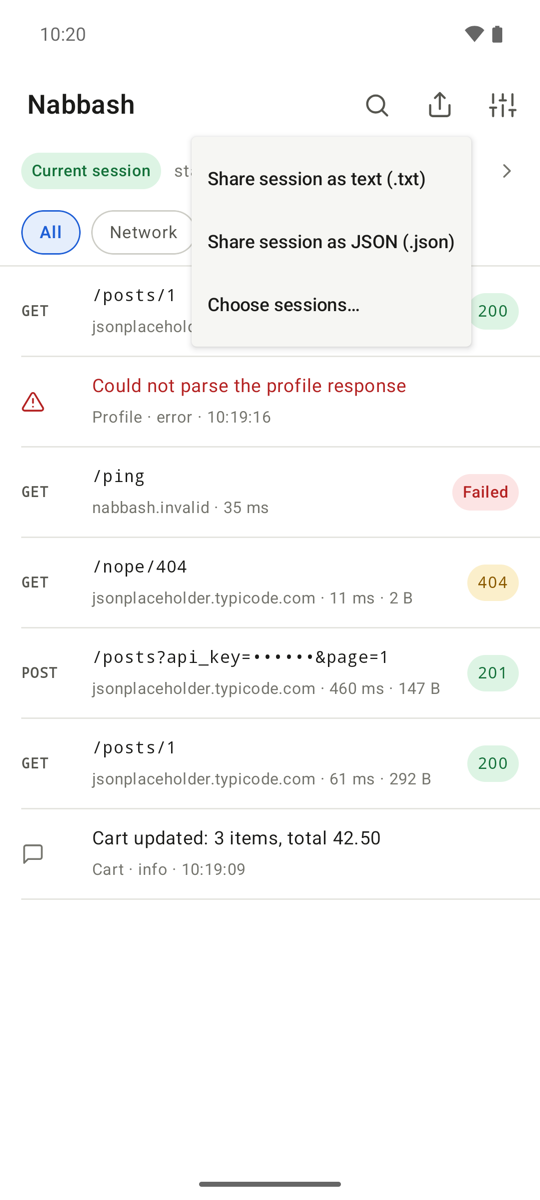 10:20
Nabbash
Current session
Share session as text (.txt)
Share session as JSON (.json)
Choose sessions...
All
Network
GET
/posts/1
200
/
Could not parse the profile response
Profile · error · 10:19:16
GET
/ping
nabbash.invalid · 35 ms
Failed
GET
/nope/404
jsonplaceholder.typicode.com · 11 ms · 2 B
404
POST
/posts?api_key=••••••&page=1
jsonplaceholder.typicode.com · 460 ms · 147 B
201
GET
/posts/1
jsonplaceholder.typicode.com · 61 ms · 292 B
200
Cart updated: 3 items, total 42.50
Cart · info · 10:19:09